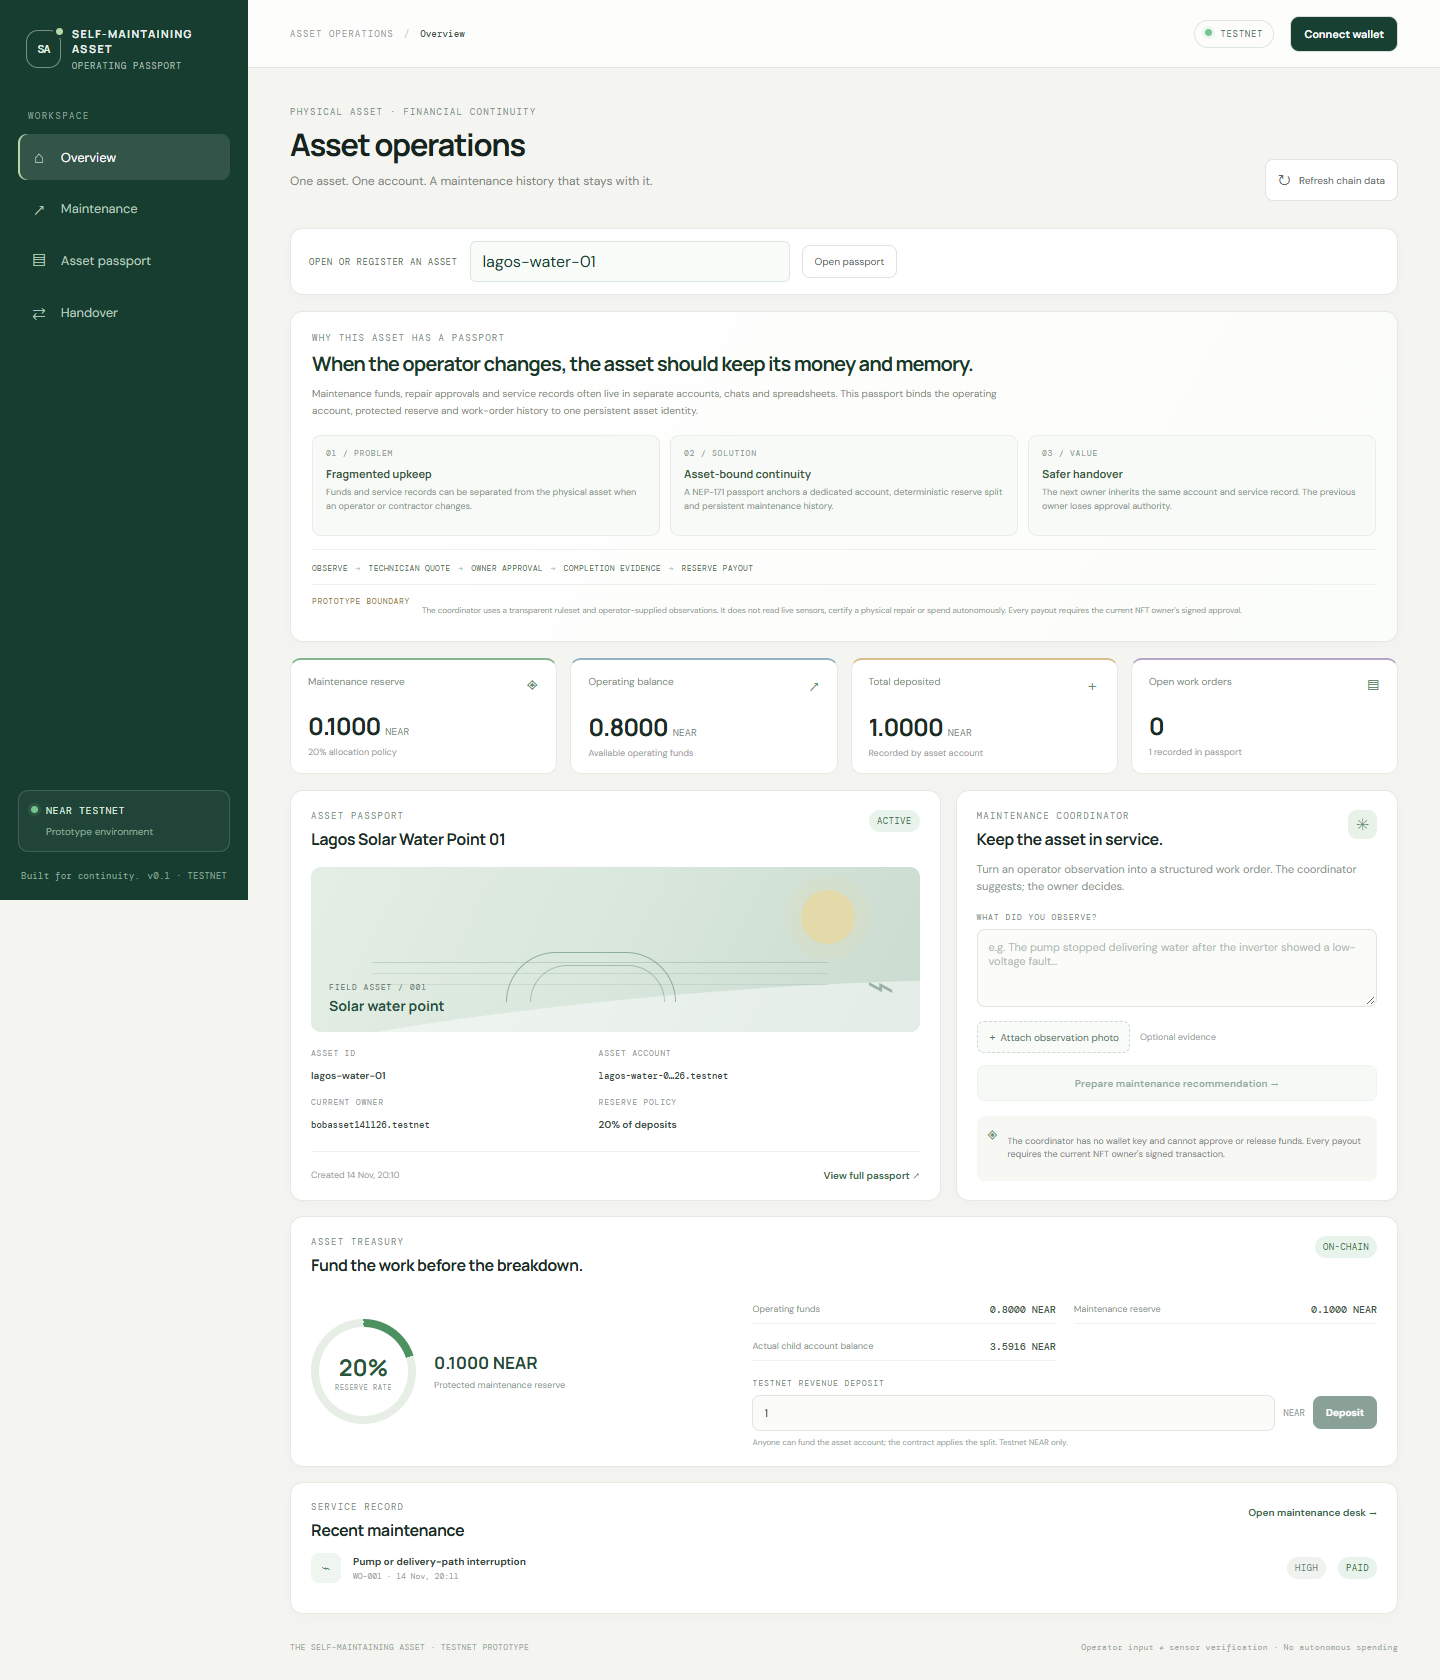 SA
SELF-MAINTAINING
ASSET
OPERATING PASSPORT
WORKSPACE
Overview
Maintenance
Asset passport
Handover
NEAR TESTNET
Prototype environment
Built for continuity. v0.1 · TESTNET
ASSET OPERATIONS / Overview
TESTNET
Connect wallet
PHYSICAL ASSET · FINANCIAL CONTINUITY
Asset operations
One asset. One account. A maintenance history that stays with it.
Refresh chain data
OPEN OR REGISTER AN ASSET
lagos-water-01
Open passport
WHY THIS ASSET HAS A PASSPORT
When the operator changes, the asset should keep its money and memory.
Maintenance funds, repair approvals and service records often live in separate accounts, chats and spreadsheets. This passport binds the operating
account, protected reserve and work-order history to one persistent asset identity.
01 / PROBLEM
Fragmented upkeep
Funds and service records can be separated from the physical asset when
an operator or contractor changes.
02 / SOLUTION
Asset-bound continuity
A NEP-171 passport anchors a dedicated account, deterministic reserve split
and persistent maintenance history.
03 / VALUE
Safer handover
The next owner inherits the same account and service record. The previous
owner loses approval authority.
OBSERVE → TECHNICIAN QUOTE → OWNER APPROVAL → COMPLETION EVIDENCE → RESERVE PAYOUT
PROTOTYPE BOUNDARY
The coordinator uses a transparent ruleset and operator-supplied observations. It does not read live sensors, certify a physical repair or spend autonomously. Every payout requires the current NFT owner's signed approval.
Maintenance reserve
0.1000 NEAR
20% allocation policy
Operating balance
0.8000 NEAR
Available operating funds
Total deposited
1.0000 NEAR
Recorded by asset account
Open work orders
0
1 recorded in passport
ASSET PASSPORT
Lagos Solar Water Point 01
ACTIVE
FIELD ASSET / 001
Solar water point
ASSET ID
lagos-water-01
ASSET ACCOUNT
lagos-water-0…26.testnet
CURRENT OWNER
bobasset141126.testnet
RESERVE POLICY
20% of deposits
Created 14 Nov, 20:10
View full passport ↗
MAINTENANCE COORDINATOR
Keep the asset in service.
Turn an operator observation into a structured work order. The coordinator
suggests; the owner decides.
WHAT DID YOU OBSERVE?
e.g. The pump stopped delivering water after the inverter showed a low-
voltage fault…
+ Attach observation photo
Optional evidence
Prepare maintenance recommendation →
The coordinator has no wallet key and cannot approve or release funds. Every payout
requires the current NFT owner's signed transaction.
ASSET TREASURY
Fund the work before the breakdown.
ON-CHAIN
20%
RESERVE RATE
0.1000 NEAR
Protected maintenance reserve
Operating funds 0.8000 NEAR
Maintenance reserve 0.1000 NEAR
Actual child account balance 3.5916 NEAR
TESTNET REVENUE DEPOSIT
1
NEAR
Deposit
Anyone can fund the asset account; the contract applies the split. Testnet NEAR only.
SERVICE RECORD
Recent maintenance
Open maintenance desk →
Pump or delivery-path interruption
WO-001 · 14 Nov, 20:11
HIGH
PAID
THE SELF-MAINTAINING ASSET · TESTNET PROTOTYPE
Operator input ≠ sensor verification · No autonomous spending